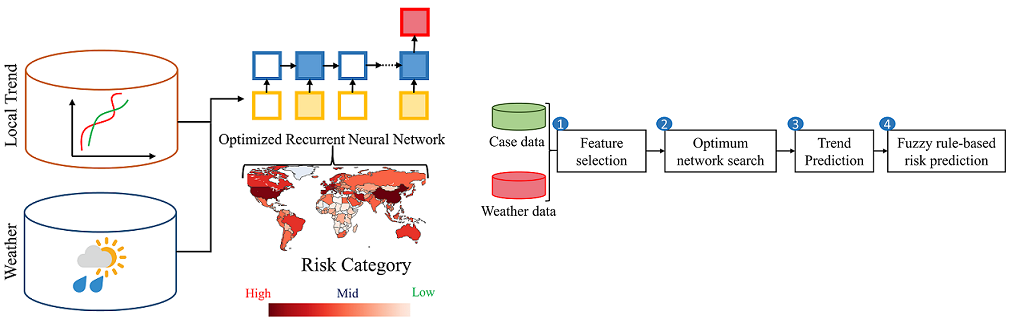 Local Trend
Weather
Optimized Recurrent Neural Network
Risk Category
High
Mid
Low
Case data
Weather data
1
Feature
selection
2
Optimum
network search
3
Trend
Prediction
4
Fuzzy rule-based
risk prediction